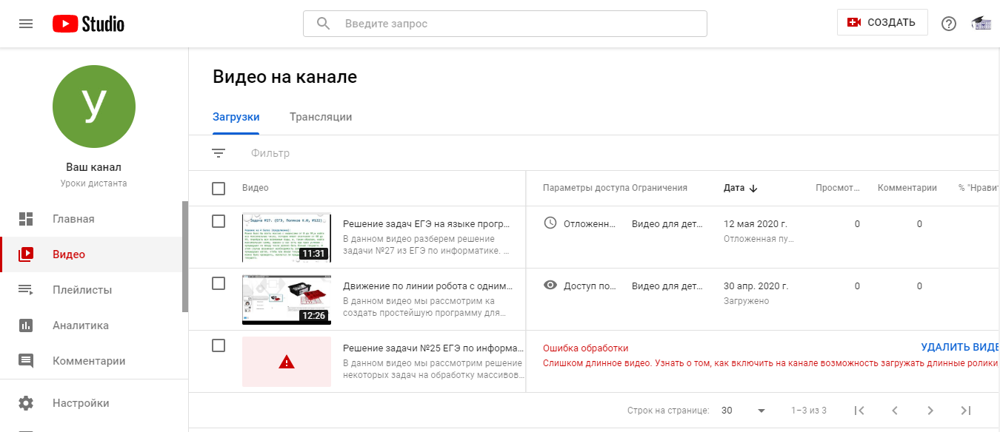 Studio
Введите запрос
СОЗДАТЬ
У
Ваш канал
Уроки дистанта
Главная
Видео
Плейлисты
Аналитика
Комментарии
Настройки
Видео на канале
Загрузки Трансляции
Фильтр
Видео Параметры доступа Ограничения Дата Просмот... Комментарии % "Нравит
Задача №27. (ЕГЭ, Поляков К.Ю, №122)
11:31
Решение задач ЕГЭ на языке прогр...
В данном видео разберем решение
задачи №27 из ЕГЭ по информатике. ...
Отложенн... Видео для дет... 12 мая 2020 г. 0 0
Отложенная пу...
12:26
Движение по линии робота с одним...
В данном видео мы рассмотрим ка
создать простейшую программу для...
Доступ по... Видео для дет... 30 апр. 2020 г. 0 0
Загружено
Решение задачи №25 ЕГЭ по информа...
В данном видео мы рассмотрим решение
некоторых задач на обработку массивов...
Ошибка обработки УДАЛИТЬ ВИДЕ
Слишком длинное видео. Узнать о том, как включить на канале возможность загружать длинные ролики
Строк на странице: 30 1–3 из 3